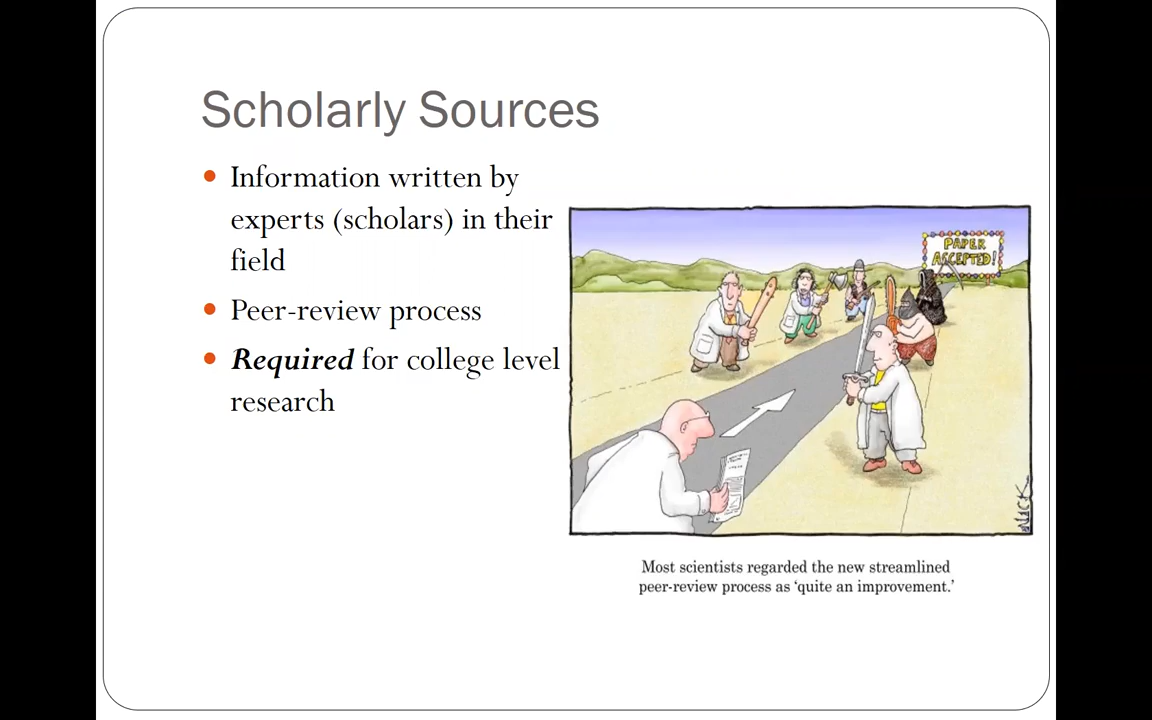 Scholarly Sources
Information written by
experts (scholars) in their
field
Peer-review process
Required for college level
research
PAPER
ACCEPTED!
NICK
Most scientists regarded the new streamlined
peer-review process as ‘quite an improvement.’